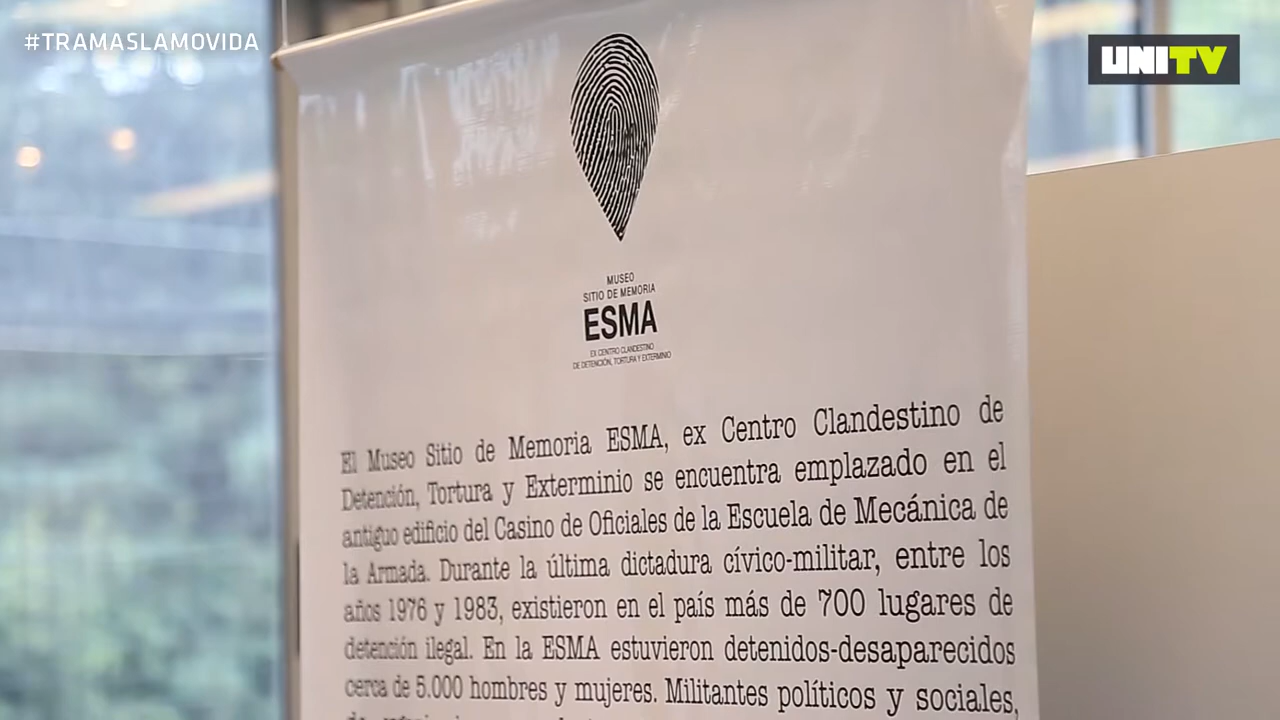 #TRAMASLAMOVIDA
UNITV
MUSEO
SITIO DE MEMORIA
ESMA
EX CENTRO CLANDESTINO
DE DETENCIÓN, TORTURA Y EXTERMINIO
El Museo Sitio de Memoria ESMA, ex Centro Clandestino de
Detención, Tortura y Exterminio se encuentra emplazado en el
antiguo edificio del Casino de Oficiales de la Escuela de Mecánica de
la Armada. Durante la última dictadura cívico-militar, entre los
años 1976 y 1983, existieron en el país más de 700 lugares de
detención ilegal. En la ESMA estuvieron detenidos-desaparecidos
cerca de 5.000 hombres y mujeres. Militantes políticos y sociales,